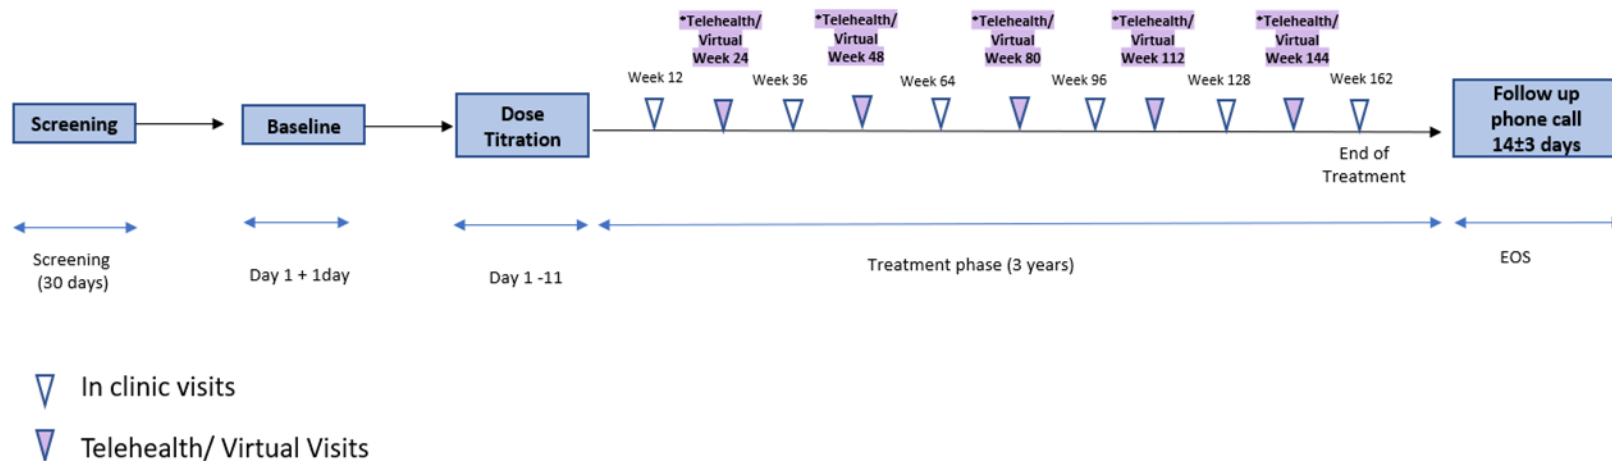 *Telehealth/
Virtual
Week 24
*Telehealth/
Virtual
Week 48
*Telehealth/
Virtual
Week 80
*Telehealth/
Virtual
Week 112
*Telehealth/
Virtual
Week 144
Week 12
Week 36
Week 64
Week 96
Week 128
Week 162
Screening
Baseline
Dose
Titration
Follow up
phone call
14±3 days
End of
Treatment
Screening
(30 days)
Day 1 + 1day
Day 1 -11
Treatment phase (3 years)
EOS
In clinic visits
Telehealth/ Virtual Visits